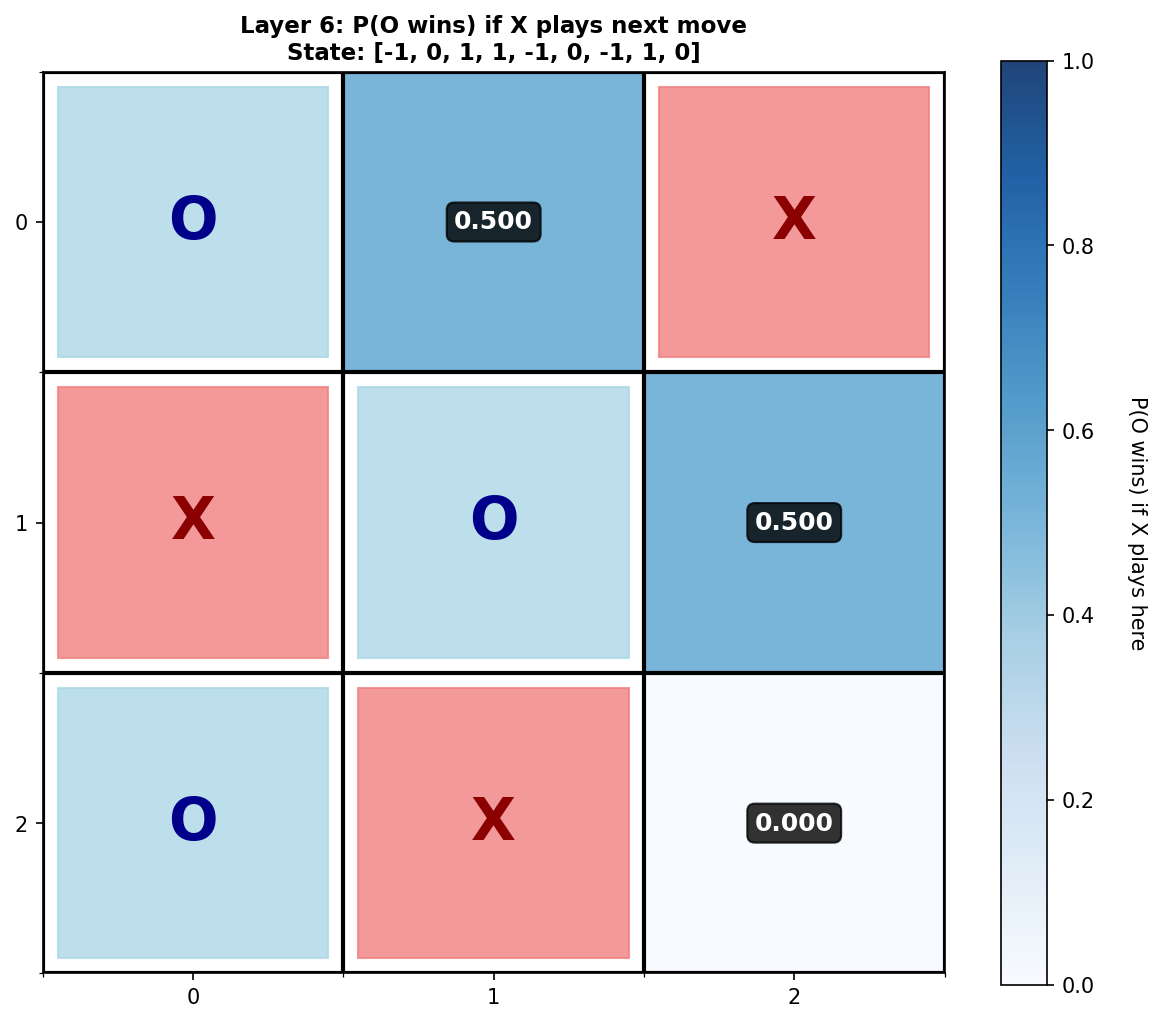 Layer 6: P(O wins) if X plays next move
State: [-1, 0, 1, 1, -1, 0, -1, 1, 0]
0
O
0.500
X
1
X
O
0.500
2
O
X
0.000
0
1
2
1.0
0.8
0.6
0.4
0.2
0.0
P(O wins) if X plays here